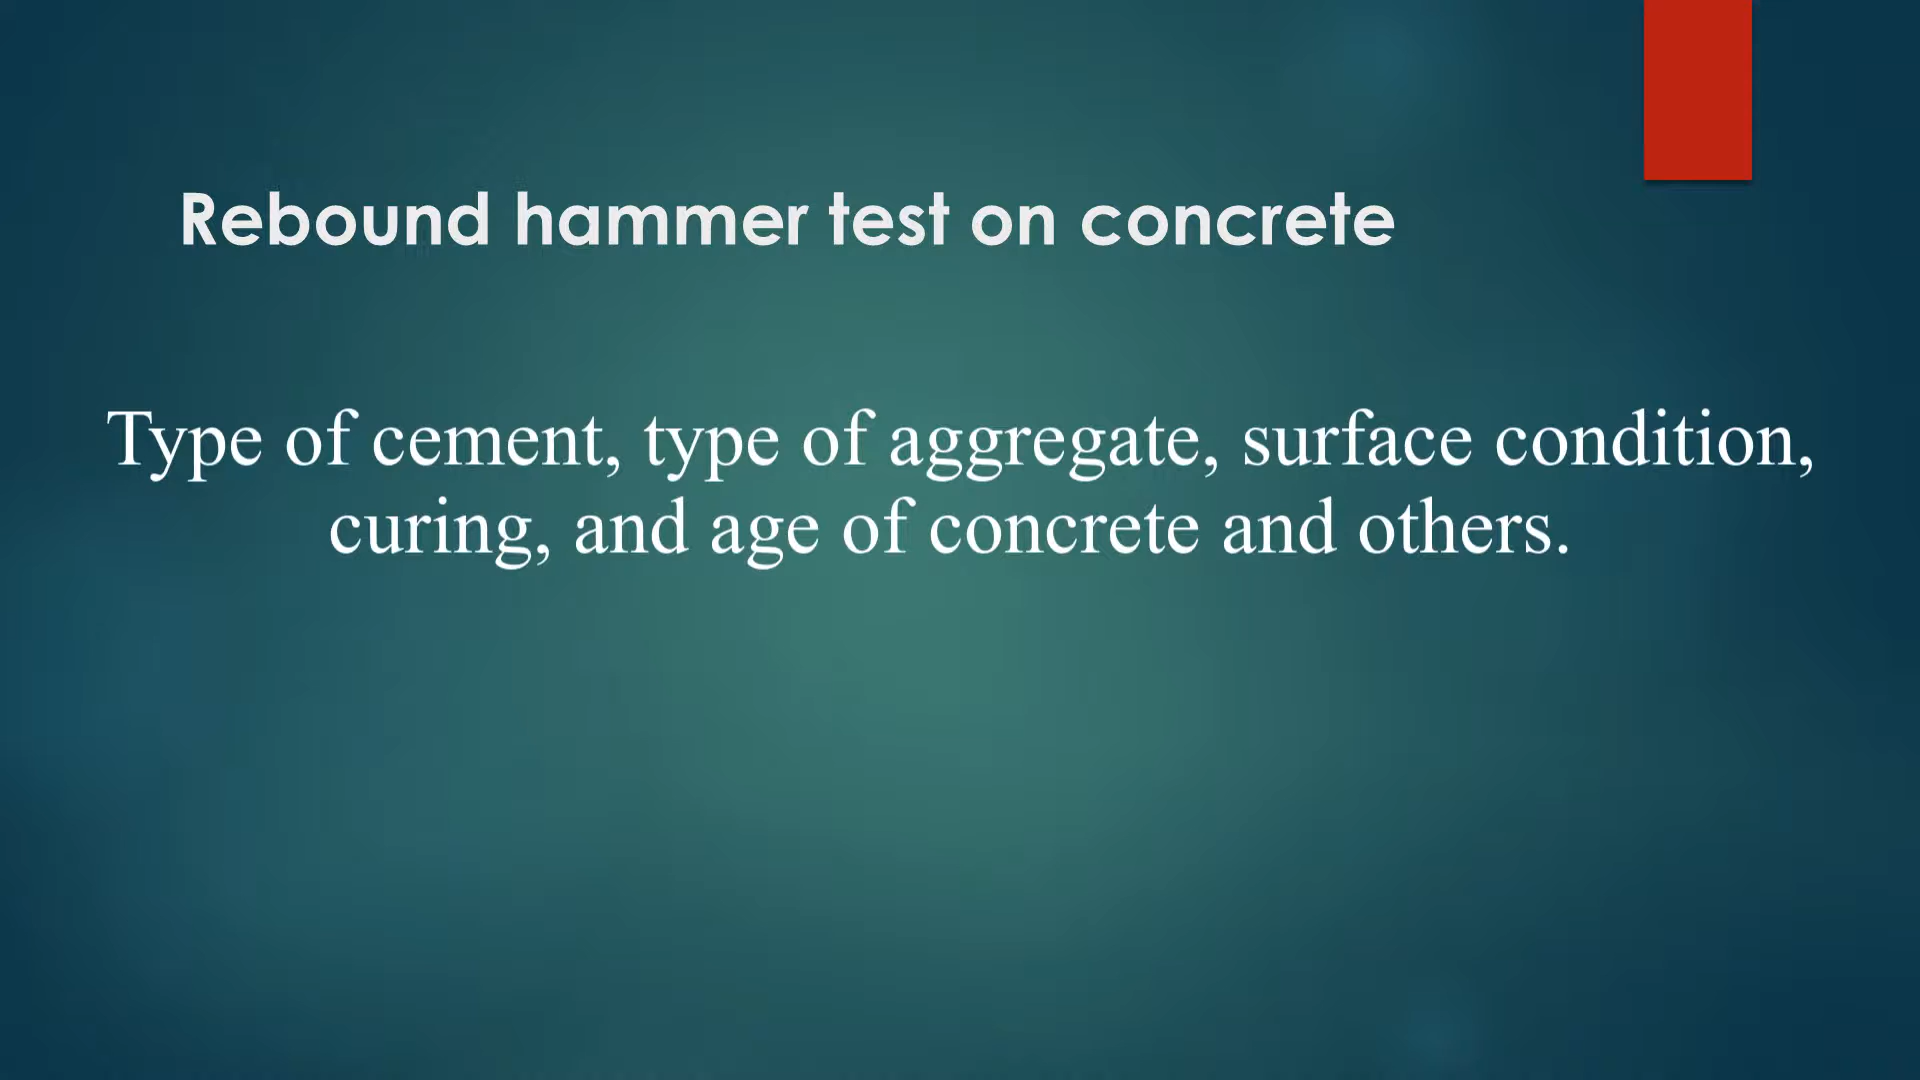 Rebound hammer test on concrete
Type of cement, type of aggregate, surface condition,
curing, and age of concrete and others.